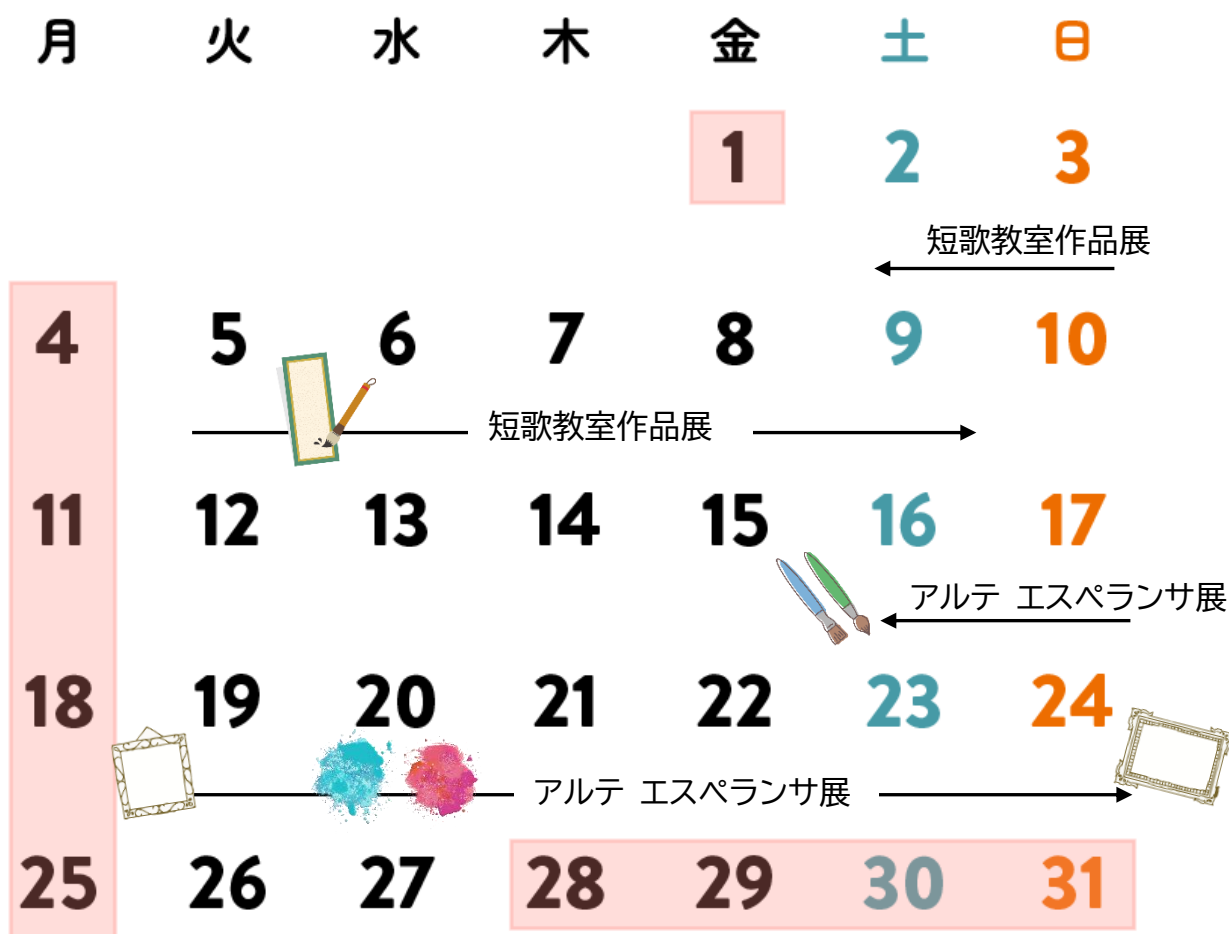 月 火 水 木 金 土 日
1 2 3
短歌教室作品展
4 5 6 7 8 9 10
短歌教室作品展
11 12 13 14 15 16 17
アルテ エスペランサ展
18 19 20 21 22 23 24
アルテ エスペランサ展
25 26 27 28 29 30 31